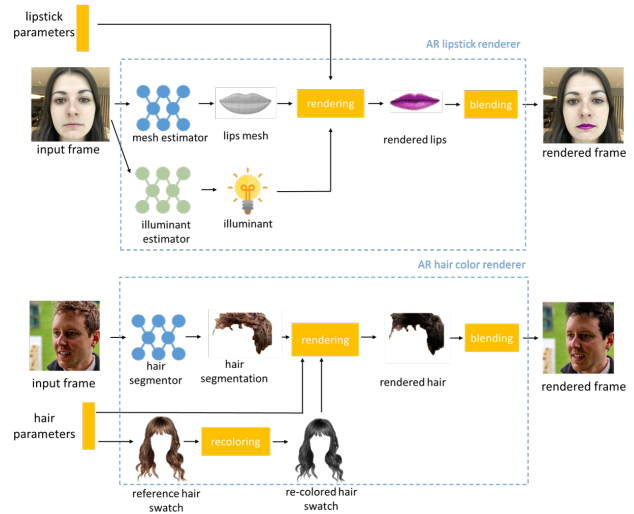 lipstick
parameters
AR lipstick renderer
rendering
blending
input frame
mesh estimator
lips mesh
rendered lips
rendered frame
illuminant
estimator
illuminant
AR hair color renderer
rendering
blending
input frame
hair
segmentor
hair
segmentation
rendered hair
rendered frame
hair
parameters
recoloring
reference hair
swatch
re-colored hair
swatch